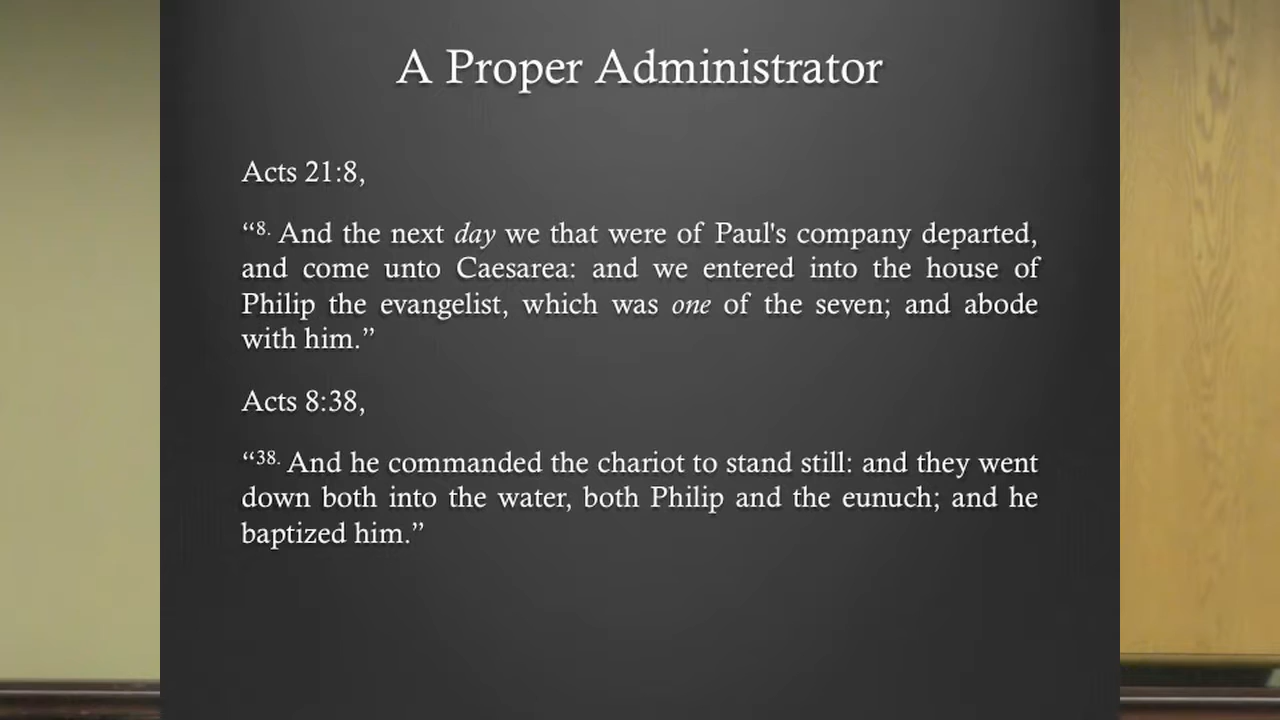 A Proper Administrator
Acts 21:8,
“8. And the next day we that were of Paul's company departed,
and come unto Caesarea: and we entered into the house of
Philip the evangelist, which was one of the seven; and abode
with him.”
Acts 8:38,
“38. And he commanded the chariot to stand still: and they went
down both into the water, both Philip and the eunuch; and he
baptized him.”